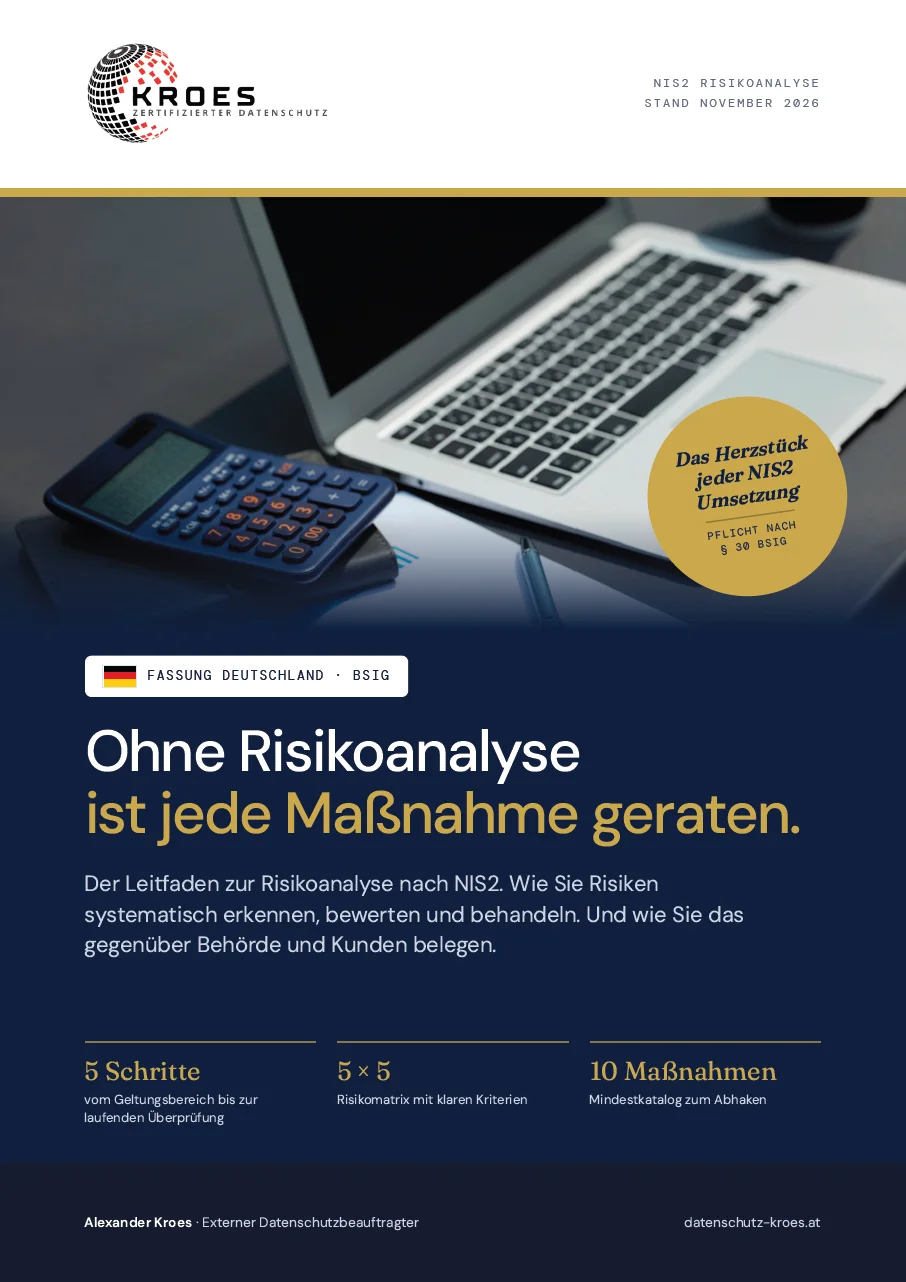 KROES
ZERTIFIZIERTER DATENSCHUTZ
NIS2 RISIKOANALYSE
STAND NOVEMBER 2026
Das Herzstück
jeder NIS2
Umsetzung
PFLICHT NACH
§ 30 BSIG
FASSUNG DEUTSCHLAND · BSIG
Ohne Risikoanalyse
ist jede Maßnahme geraten.
Der Leitfaden zur Risikoanalyse nach NIS2. Wie Sie Risiken
systematisch erkennen, bewerten und behandeln. Und wie Sie das
gegenüber Behörde und Kunden belegen.
5 Schritte
vom Geltungsbereich bis zur
laufenden Überprüfung
5 × 5
Risikomatrix mit klaren Kriterien
10 Maßnahmen
Mindestkatalog zum Abhaken
Alexander Kroes · Externer Datenschutzbeauftragter
datenschutz-kroes.at